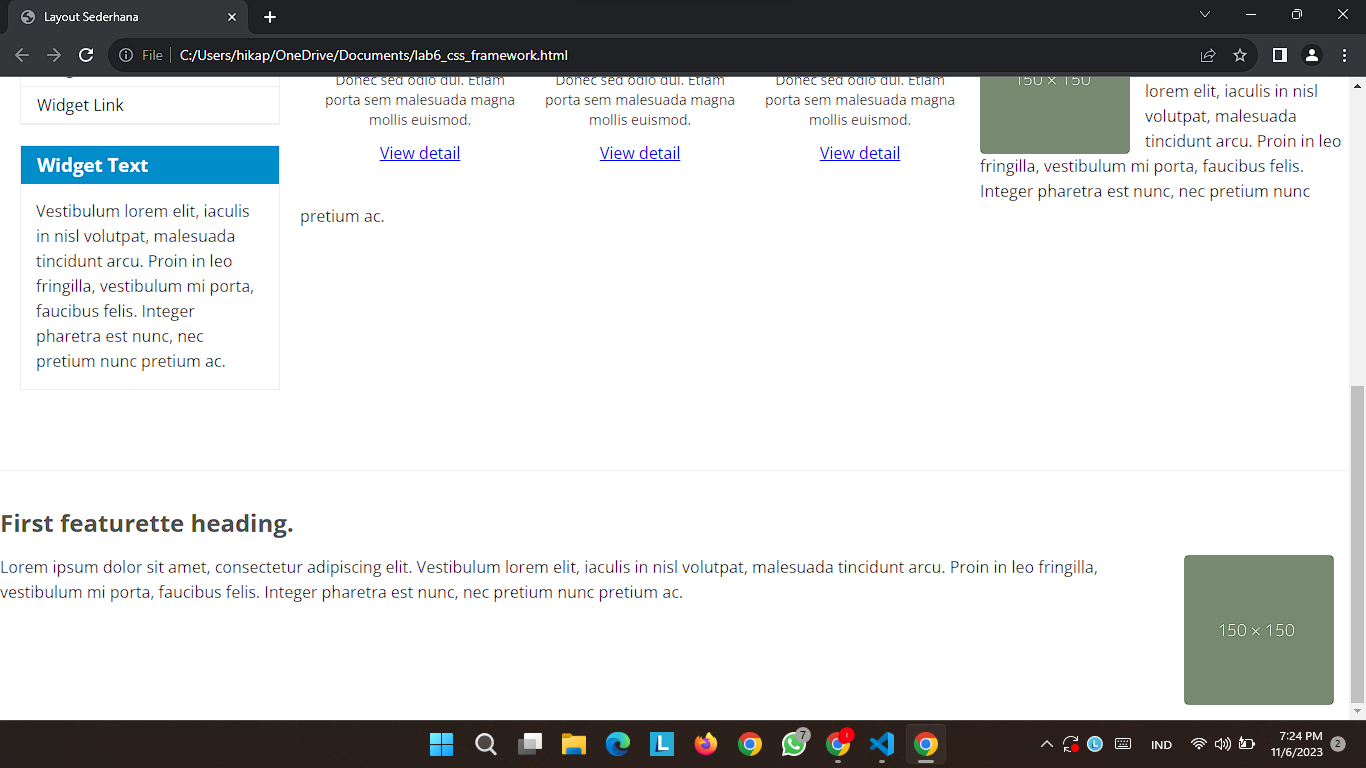 Layout Sederhana
File
C:/Users/hikap/OneDrive/Documents/lab6_css_framework.html
Widget Link
Widget Text
Vestibulum lorem elit, iaculis
in nisl volutpat, malesuada
tincidunt arcu. Proin in leo
fringilla, vestibulum mi porta,
faucibus felis. Integer
pharetra est nunc, nec
pretium nunc pretium ac.
Donec sed odio dui. Etiam
porta sem malesuada magna
mollis euismod.
View detail
Donec sed odio dui. Etiam
porta sem malesuada magna
mollis euismod.
View detail
Donec sed odio dui. Etiam
porta sem malesuada magna
mollis euismod.
View detail
150 × 150
lorem elit, iaculis in nisl
volutpat, malesuada
tincidunt arcu. Proin in leo
fringilla, vestibulum mi porta, faucibus felis.
Integer pharetra est nunc, nec pretium nunc
pretium ac.
First featurette heading.
Lorem ipsum dolor sit amet, consectetur adipiscing elit. Vestibulum lorem elit, iaculis in nisl volutpat, malesuada tincidunt arcu. Proin in leo fringilla,
vestibulum mi porta, faucibus felis. Integer pharetra est nunc, nec pretium nunc pretium ac.
150 × 150
L
7
L
IND
7:24 PM
11/6/2023
2